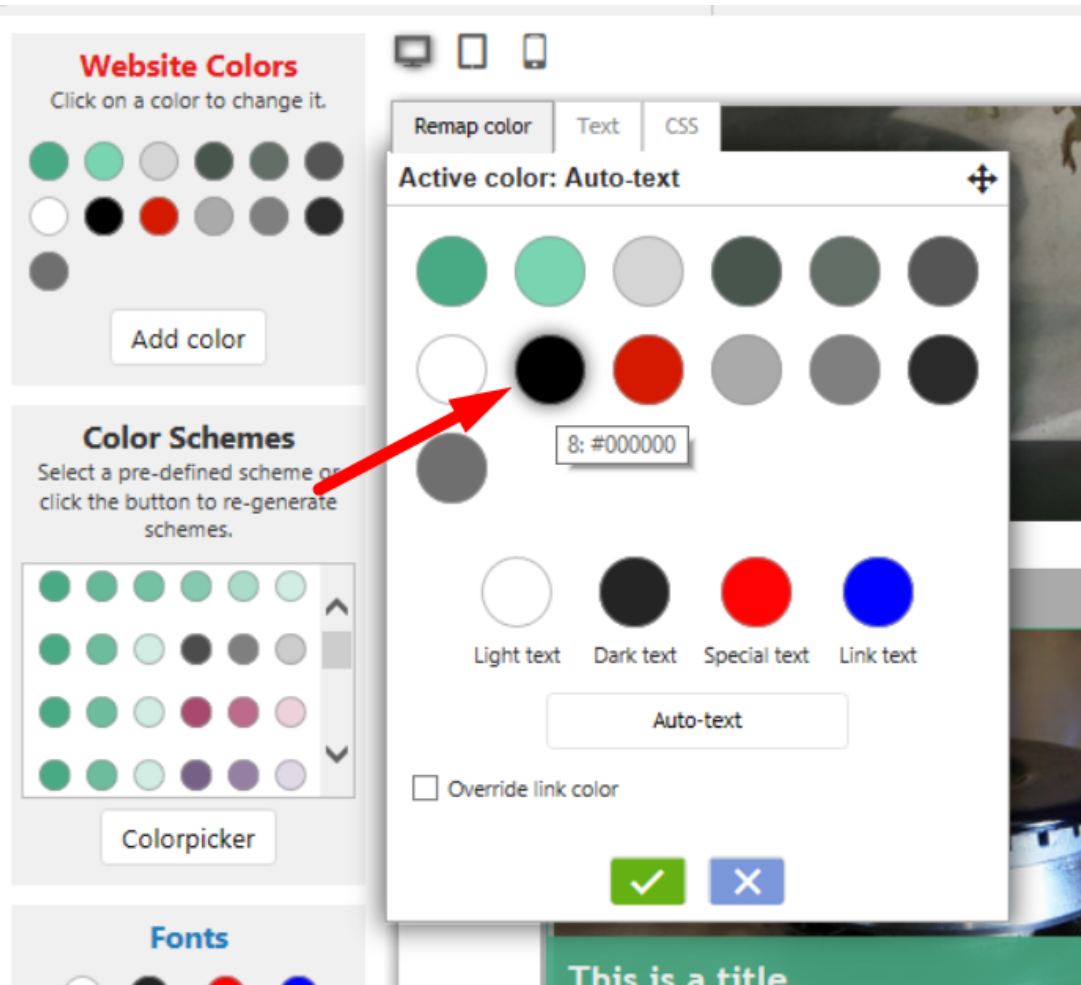 Website Colors
Click on a color to change it.
Add color
Color Schemes
Select a pre-defined scheme or
click the button to re-generate
schemes.
Colorpicker
Fonts
Remap color
Text
CSS
Active color: Auto-text
8: #000000
Light text
Dark text
Special text
Link text
Auto-text
Override link color
This is a title